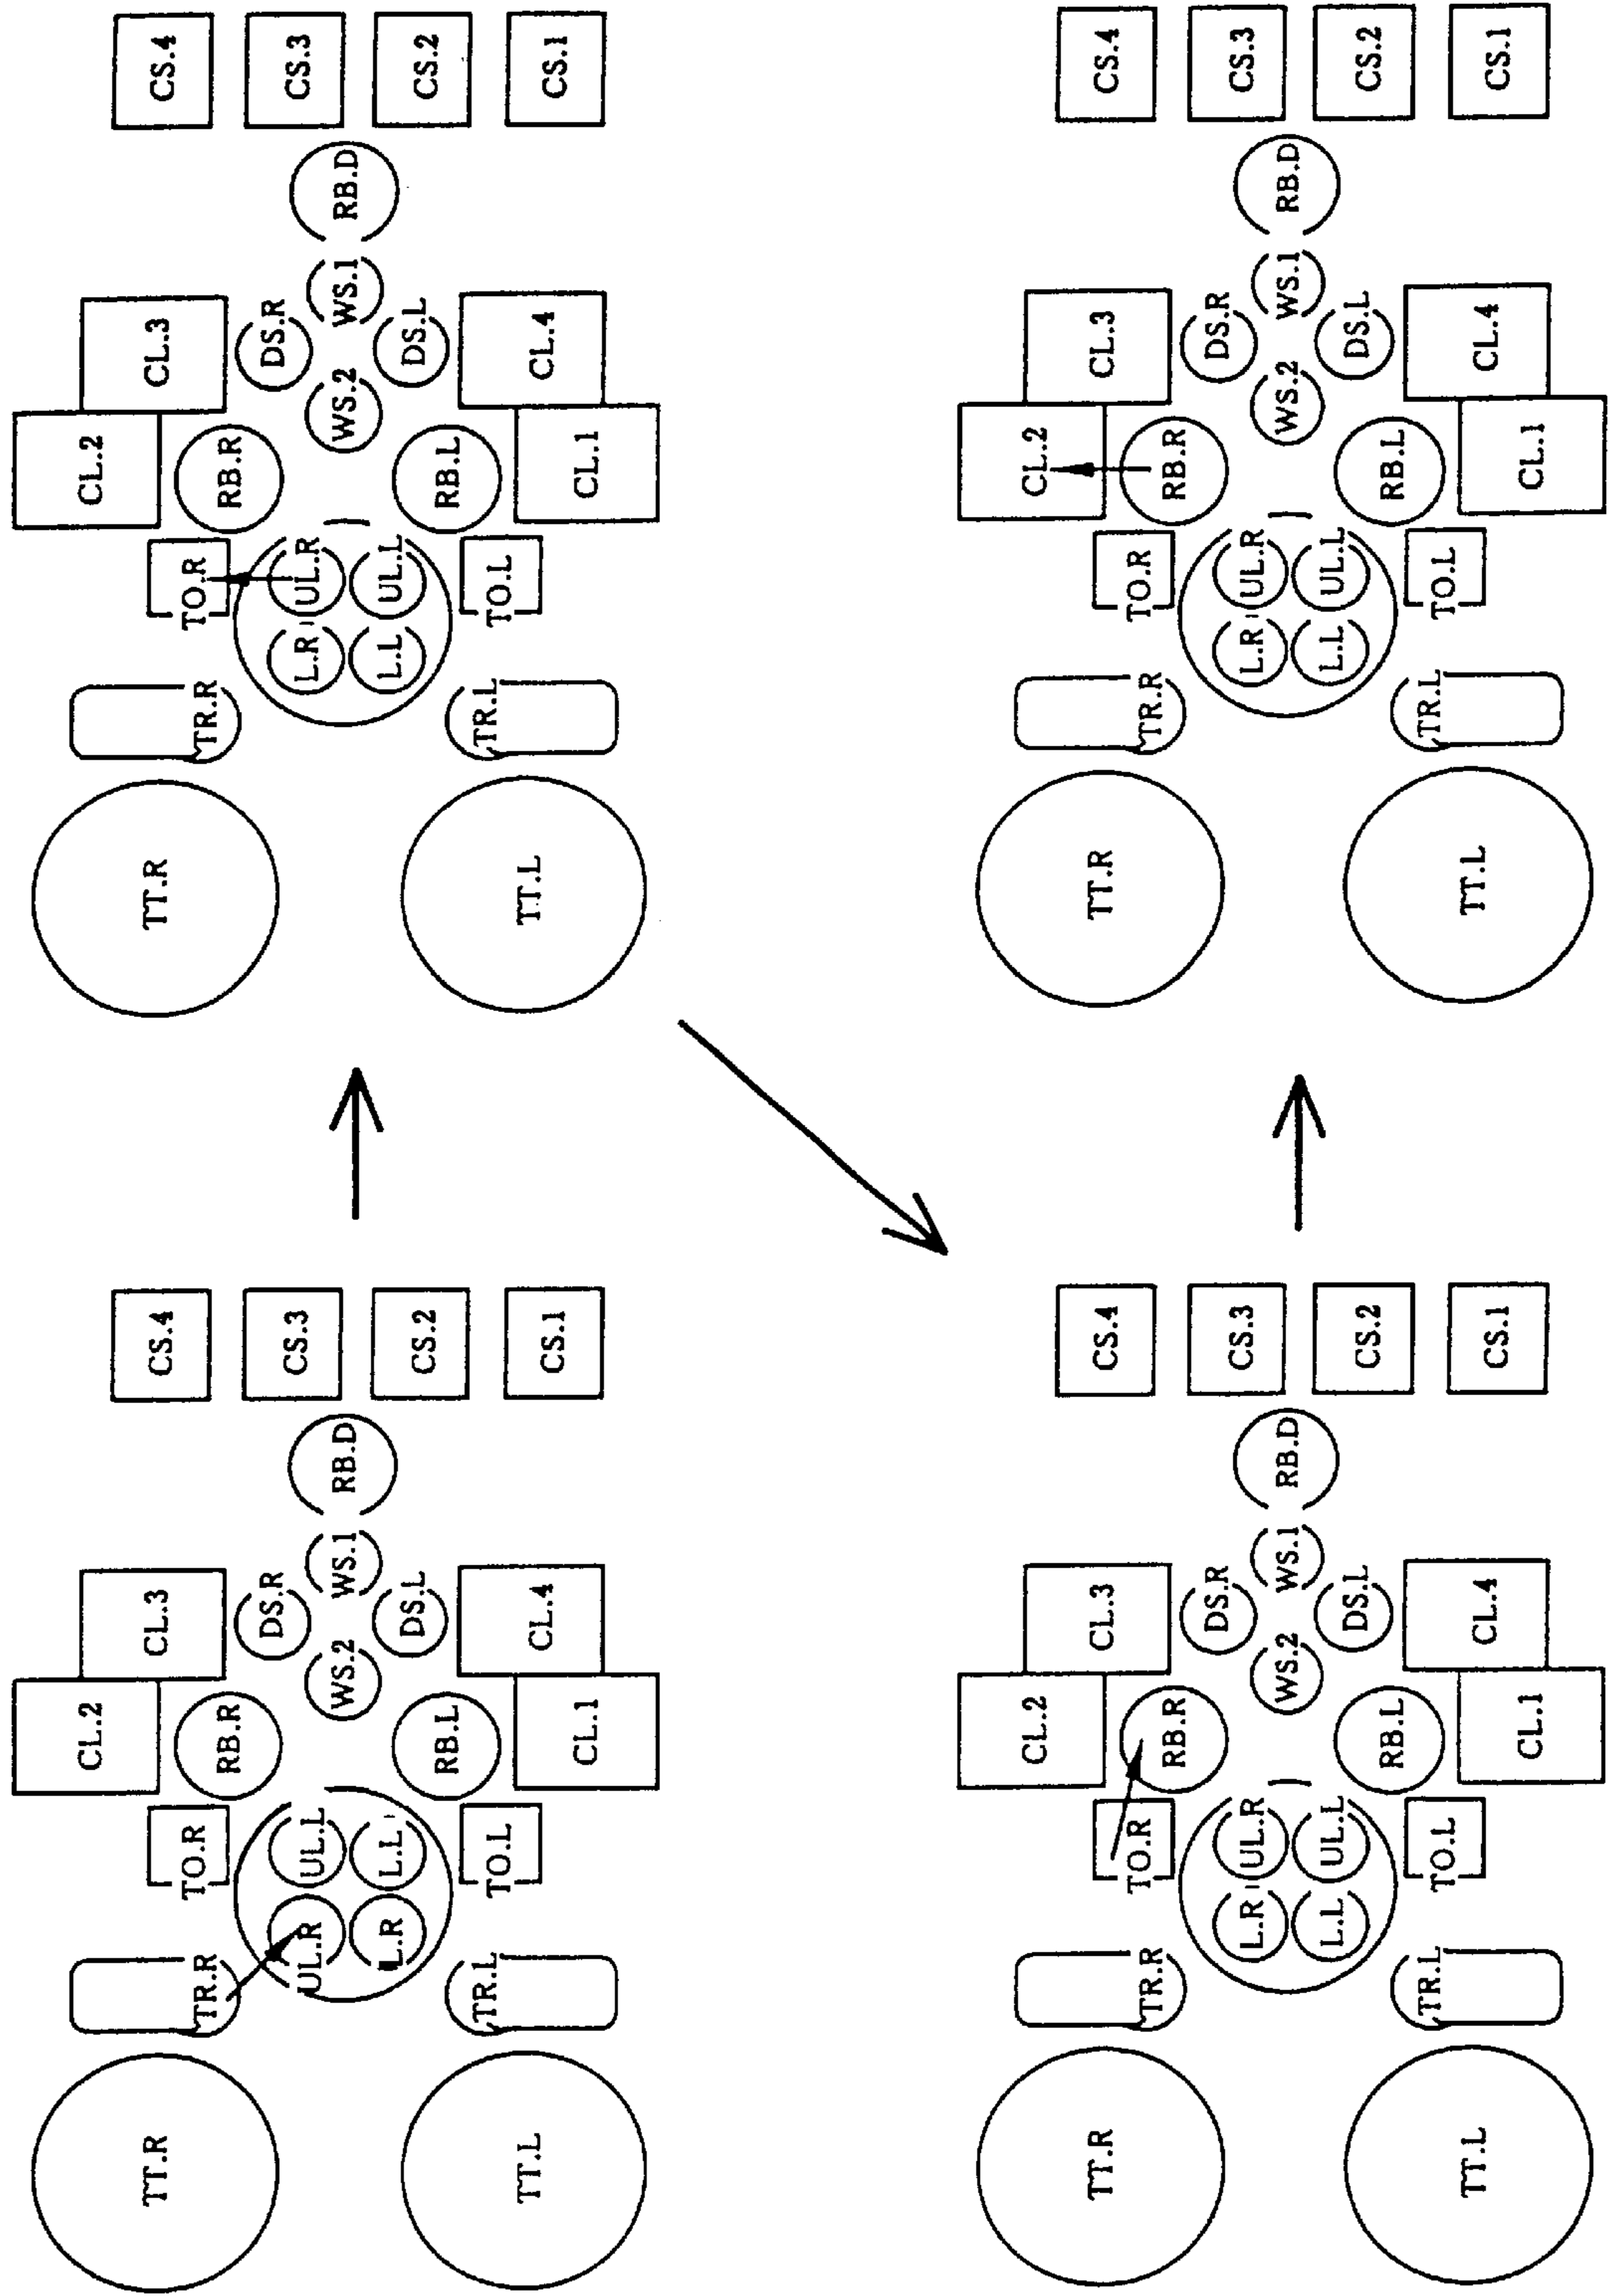 TT.R
TR.R
TO.R
CL.2
CL.3
CS.4
RB.R
DS.R
CS.3
UL.R
UL.L
WS.2
WS.1
RB.D
L.R
L.L
DS.L
CS.2
RB.L
TT.L
TR.L
TO.L
CL.1
CL.4
CS.1
TT.R
TR.R
TO.R
CL.2
CL.3
CS.4
RB.R
DS.R
CS.3
L.R
UL.R
WS.2
WS.1
RB.D
L.L
UL.L
DS.L
CS.2
RB.L
TT.L
TR.L
TO.L
CL.1
CL.4
CS.1
TT.R
TR.R
TO.R
CL.2
CL.3
CS.4
RB.R
DS.R
CS.3
L.R
UL.R
WS.2
WS.1
RB.D
L.L
UL.L
DS.L
CS.2
RB.L
TT.L
TR.L
TO.L
CL.1
CL.4
CS.1
TT.R
TR.R
TO.R
CL.2
CL.3
CS.4
RB.R
DS.R
CS.3
L.R
UL.R
WS.2
WS.1
RB.D
L.L
UL.L
DS.L
CS.2
RB.L
TT.L
TR.L
TO.L
CL.1
CL.4
CS.1